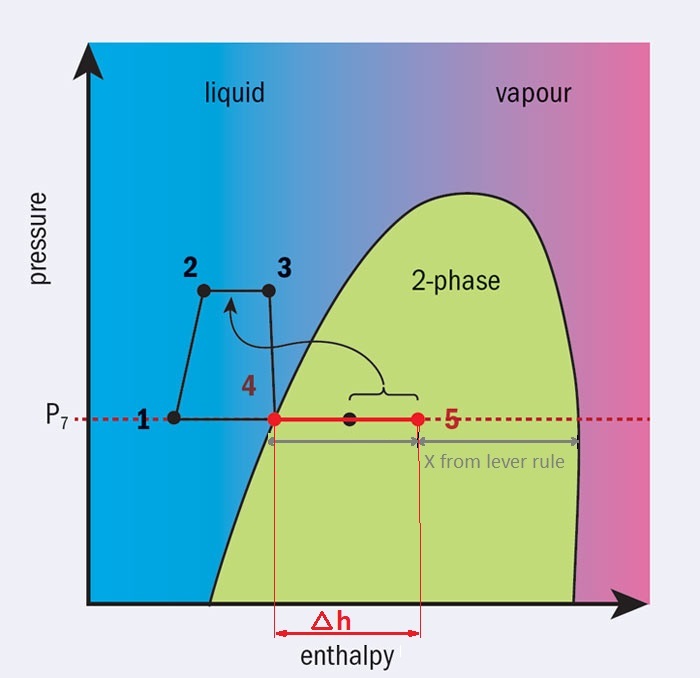 liquid
vapour
pressure
2
3
2-phase
4
P7
1
5
X from lever rule
Δh
enthalpy